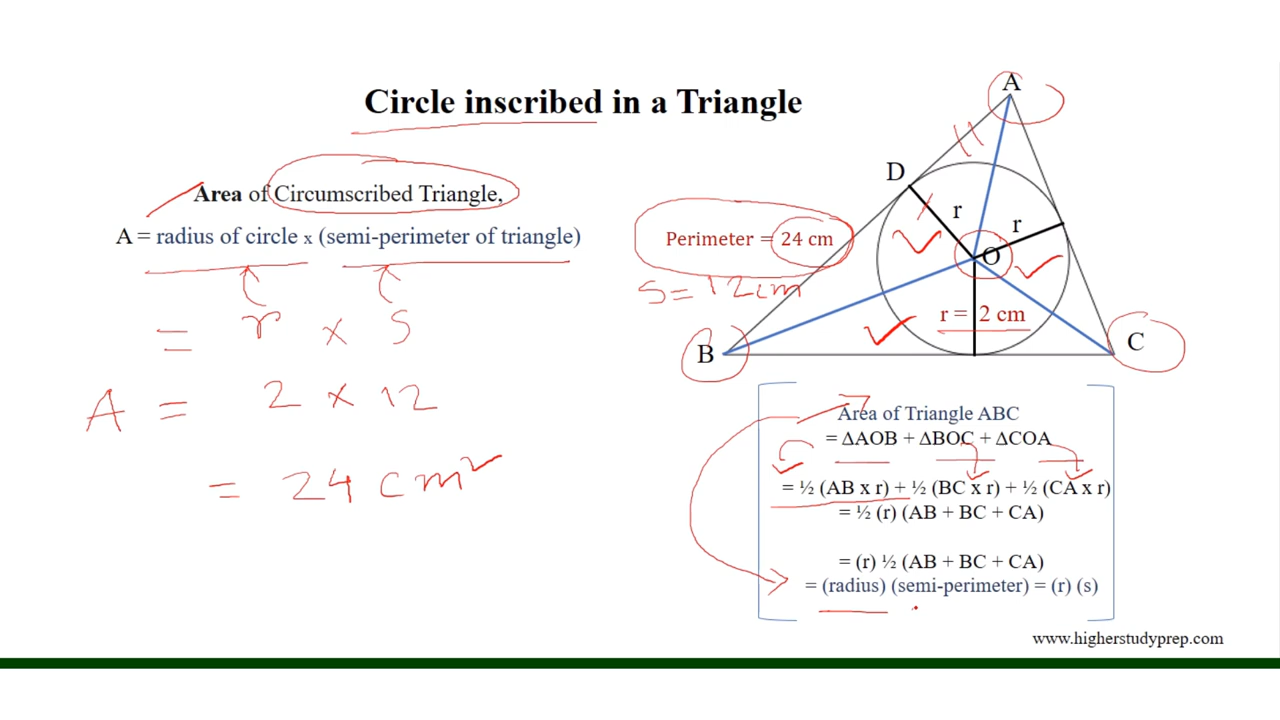 Circle inscribed in a Triangle
Area of Circumscribed Triangle,
A = radius of circle x (semi-perimeter of triangle)
= r x s
A = 2 x 12
= 24 cm²
Perimeter = 24 cm
s = 12cm
A
D
r
r
O
r = 2 cm
B
C
Area of Triangle ABC
= ΔAOB + ΔBOC + ΔCOA
= ½ (AB x r) + ½ (BC x r) + ½ (CA x r)
= ½ (r) (AB + BC + CA)
= (r) ½ (AB + BC + CA)
= (radius) (semi-perimeter) = (r) (s)
www.higherstudyprep.com